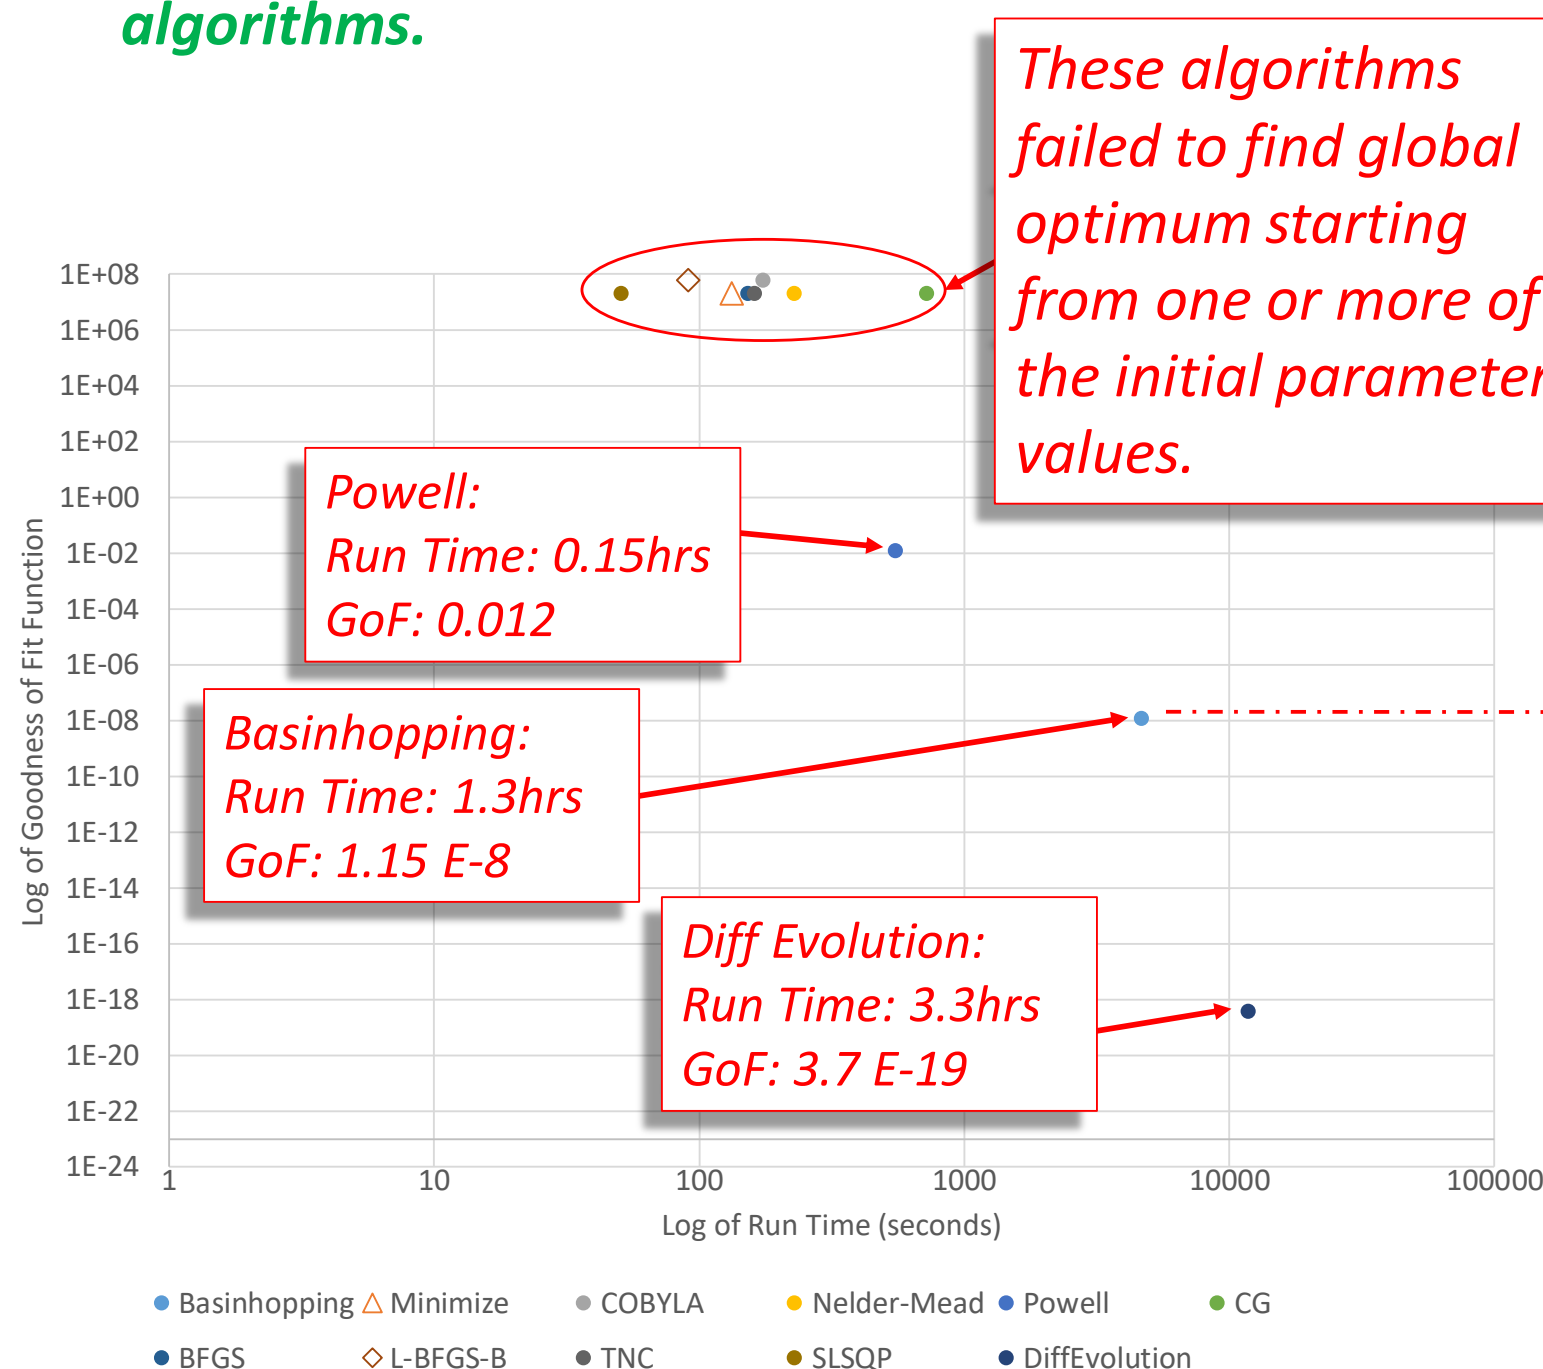 algorithms.
These algorithms
failed to find global
optimum starting
from one or more of
the initial parameter
values.
1E+08
1E+06
1E+04
1E+02
1E+00
1E-02
1E-04
1E-06
1E-08
1E-10
1E-12
1E-14
1E-16
1E-18
1E-20
1E-22
1E-24
Log of Goodness of Fit Function
Powell:
Run Time: 0.15hrs
GoF: 0.012
Basinhopping:
Run Time: 1.3hrs
GoF: 1.15 E-8
Diff Evolution:
Run Time: 3.3hrs
GoF: 3.7 E-19
1 10 100 1000 10000 100000
Log of Run Time (seconds)
Basinhopping Minimize COBYLA Nelder-Mead Powell CG
BFGS L-BFGS-B TNC SLSQP DiffEvolution